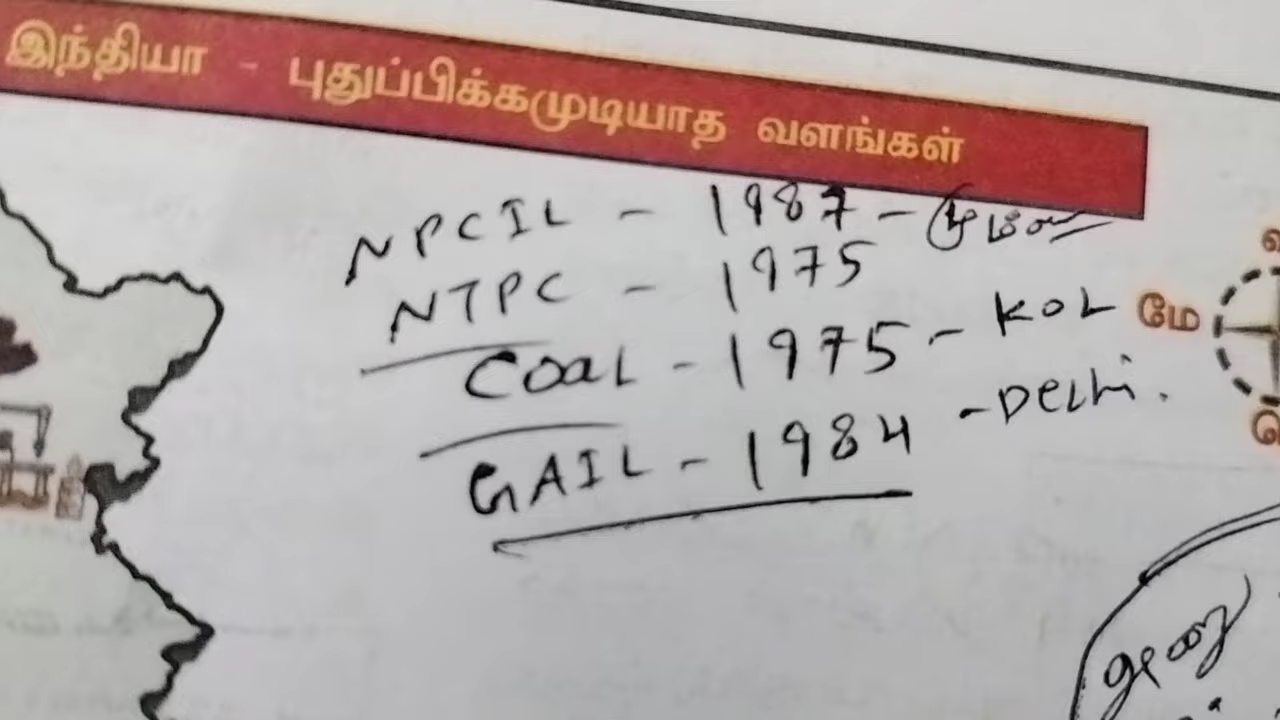 இந்தியா - புதுப்பிக்கமுடியாத வளங்கள்
NPCIL - 1987 - மும்பை
NTPC - 1975
Coal - 1975 - KOL
GAIL - 1984 - Delhi.
மே